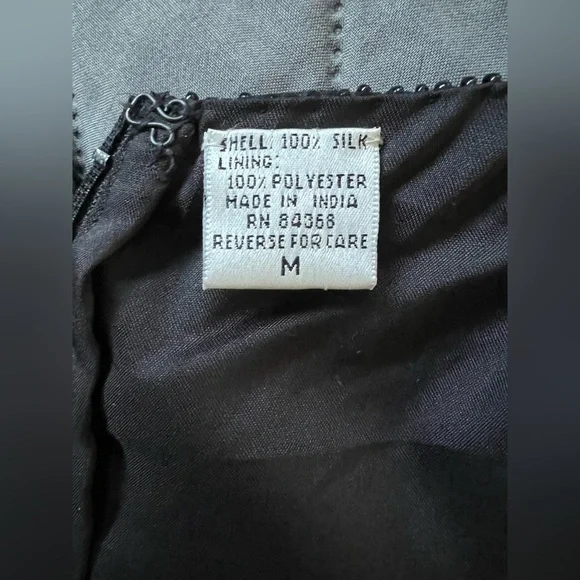 SHELL: 100% SILK
LINING:
100% POLYESTER
MADE IN INDIA
RN 84368
REVERSE FOR CARE
M